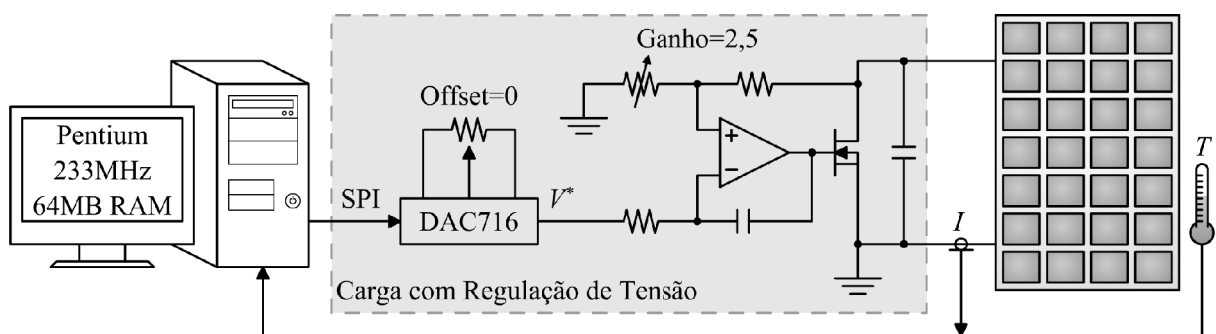 Pentium
233MHz
64MB RAM
SPI
Offset=0
DAC716
V*
Ganho=2,5
+
−
Carga com Regulação de Tensão
I
T